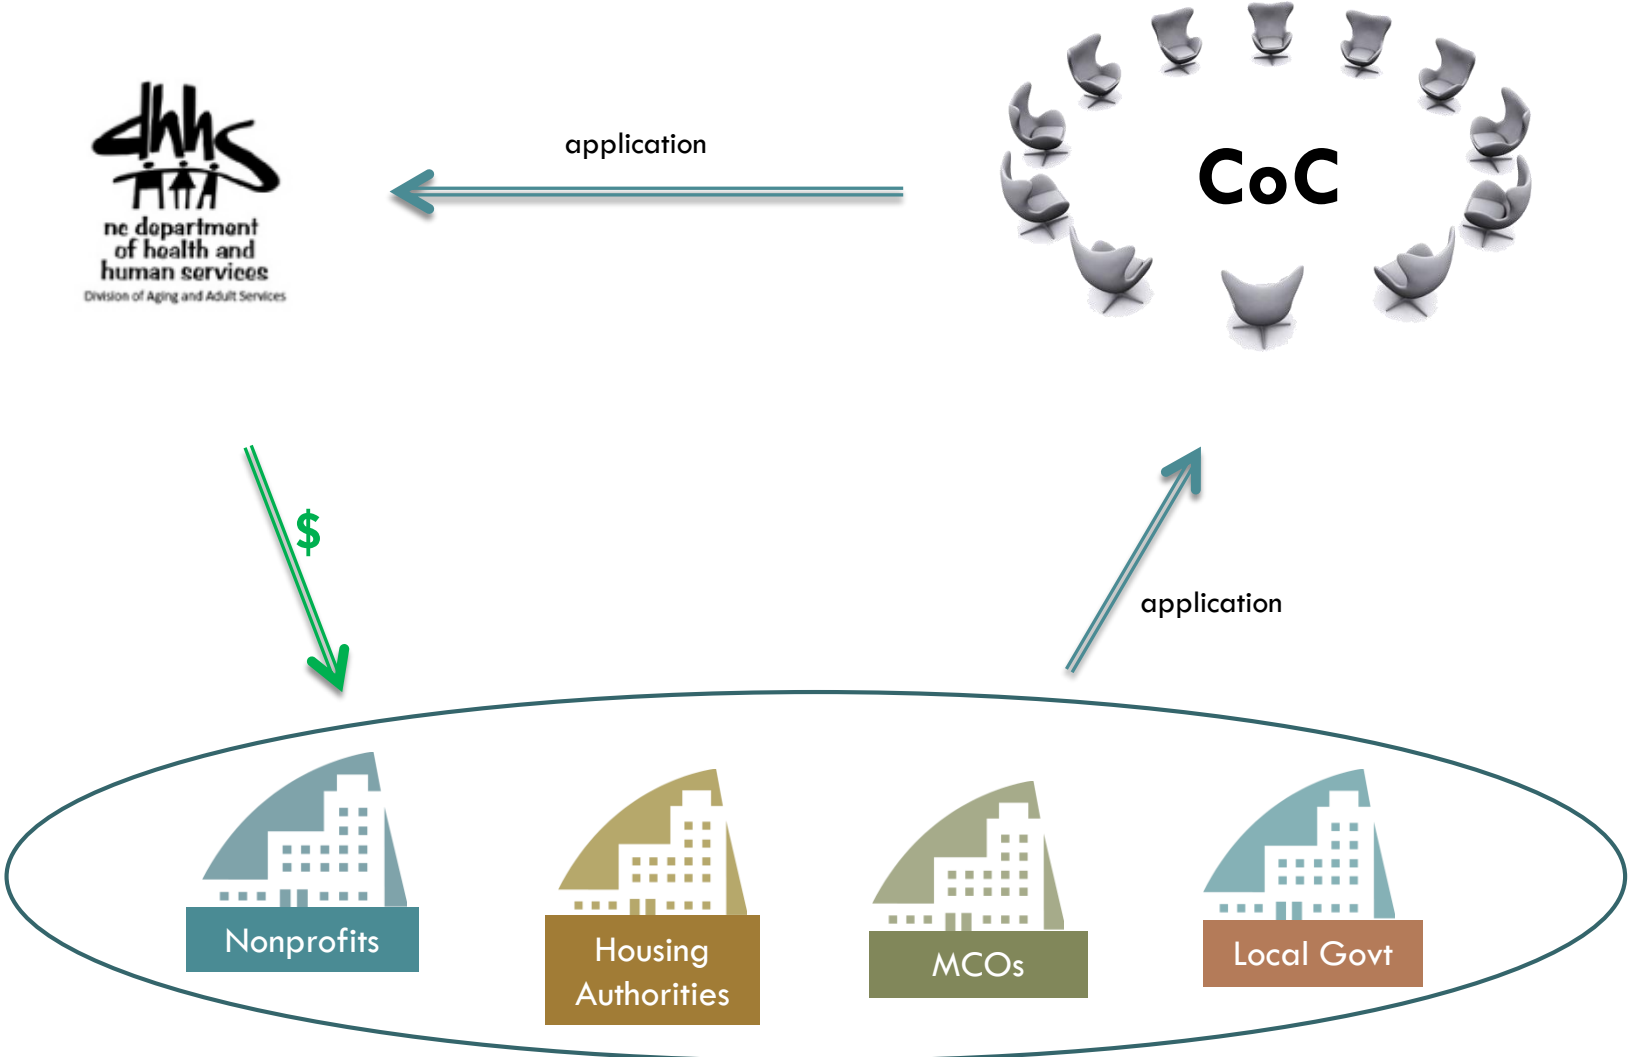 dhhs
nc department
of health and
human services
Division of Aging and Adult Services
application
CoC
$
application
Nonprofits
Housing
Authorities
MCOs
Local Govt